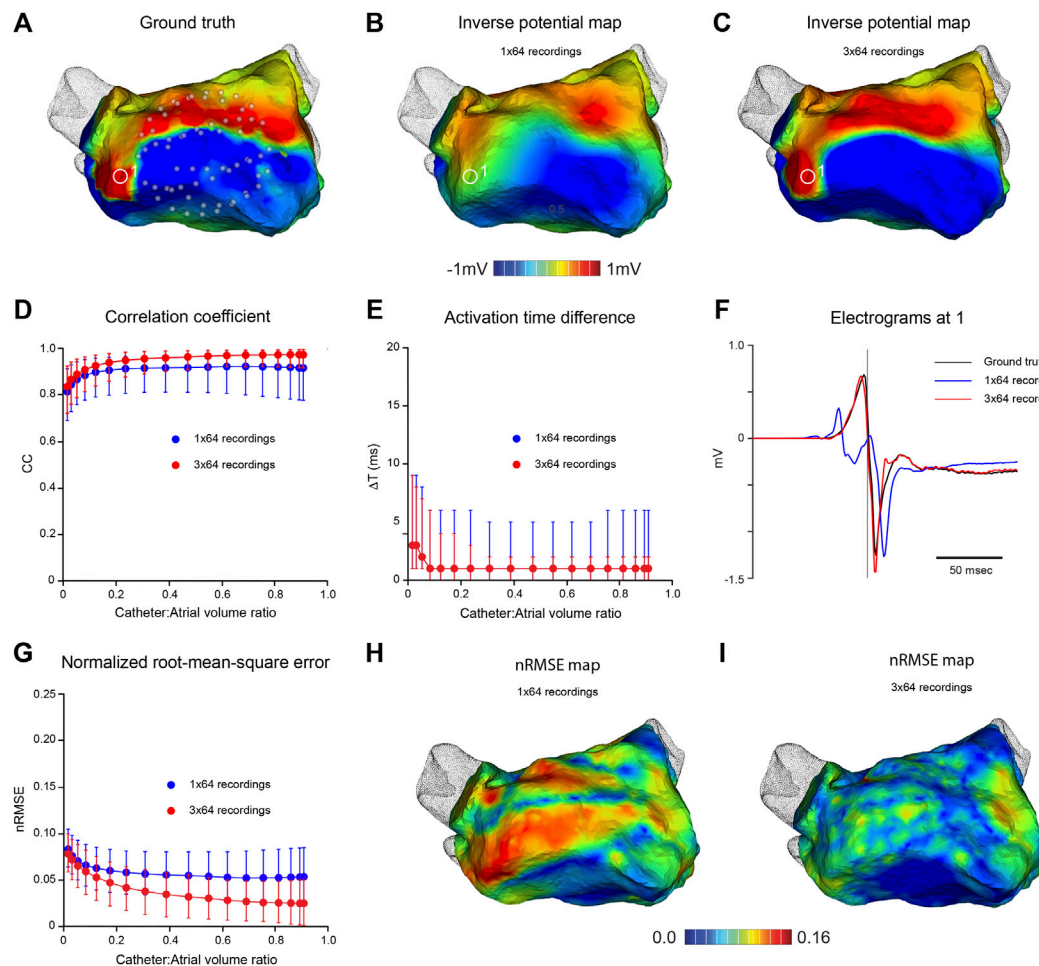 A
Ground truth
1
B
Inverse potential map
1x64 recordings
1
0.5
C
Inverse potential map
3x64 recordings
1
-1mV
1mV
D
Correlation coefficient
CC
1.0
0.8
0.6
0.4
0.2
0
1x64 recordings
3x64 recordings
0 0.2 0.4 0.6 0.8 1.0
Catheter:Atrial volume ratio
E
Activation time difference
ΔT (ms)
20
15
10
5
0
1x64 recordings
3x64 recordings
0 0.2 0.4 0.6 0.8 1.0
Catheter:Atrial volume ratio
F
Electrograms at 1
mV
1.0
0
-1.5
Ground trut
1x64 reco
3x64 reco
50 msec
G
Normalized root-mean-square error
nRMSE
0.25
0.20
0.15
0.10
0.05
0
1x64 recordings
3x64 recordings
0 0.2 0.4 0.6 0.8 1.0
Catheter:Atrial volume ratio
H
nRMSE map
1x64 recordings
I
nRMSE map
3x64 recordings
0.0
0.16